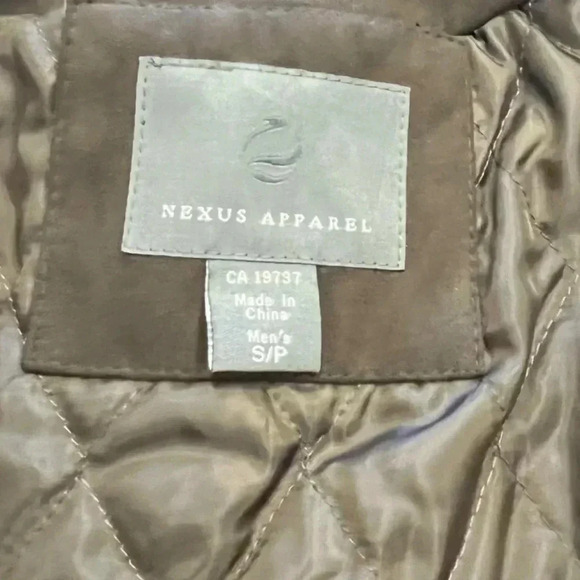 NEXUS APPAREL
CA 19737
Made in
China
Men's
S/P